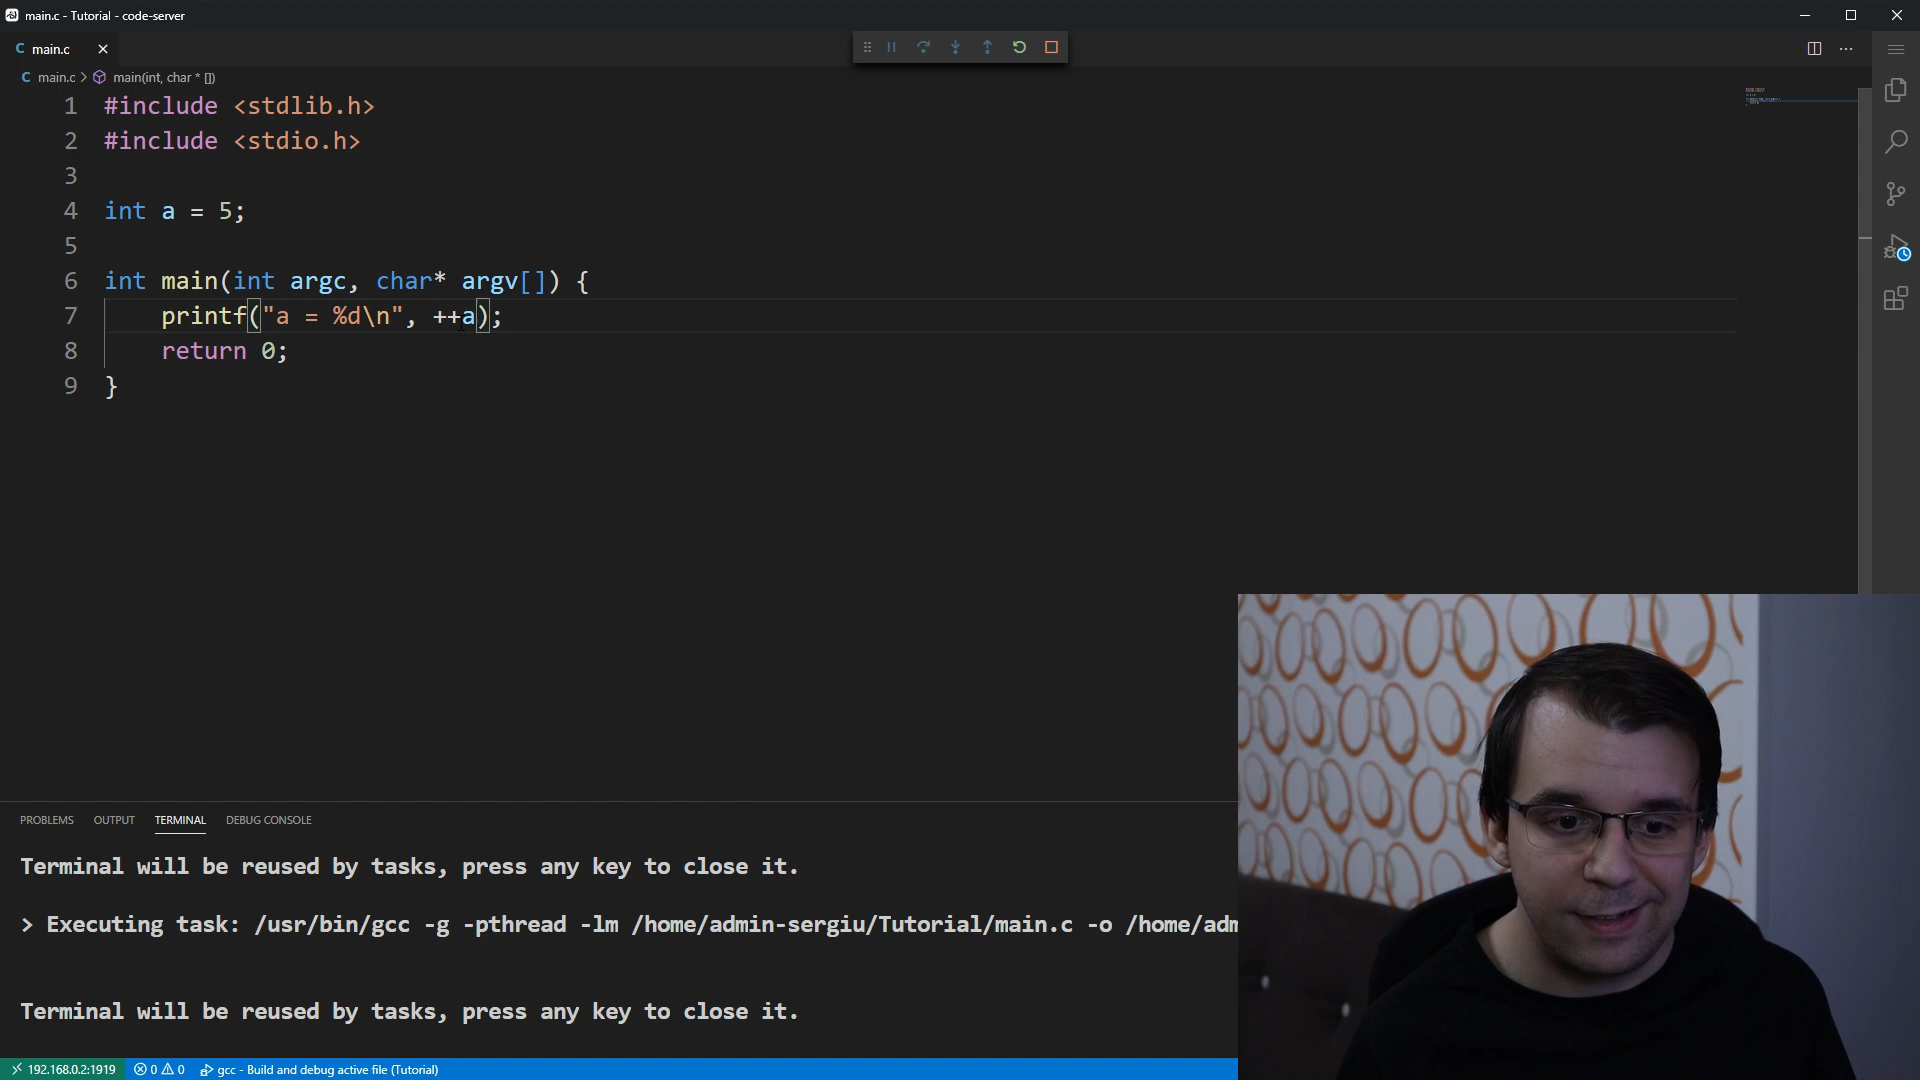 main.c - Tutorial - code-server
C main.c
C main.c > main(int, char * [])
1 #include <stdlib.h>
2 #include <stdio.h>
3
4 int a = 5;
5
6 int main(int argc, char* argv[]) {
7 printf("a = %d\n", ++a);
8 return 0;
9 }
PROBLEMS OUTPUT TERMINAL DEBUG CONSOLE
Terminal will be reused by tasks, press any key to close it.
> Executing task: /usr/bin/gcc -g -pthread -lm /home/admin-sergiu/Tutorial/main.c -o /home/adm
Terminal will be reused by tasks, press any key to close it.
192.168.0.2:1919 0 0 gcc - Build and debug active file (Tutorial)